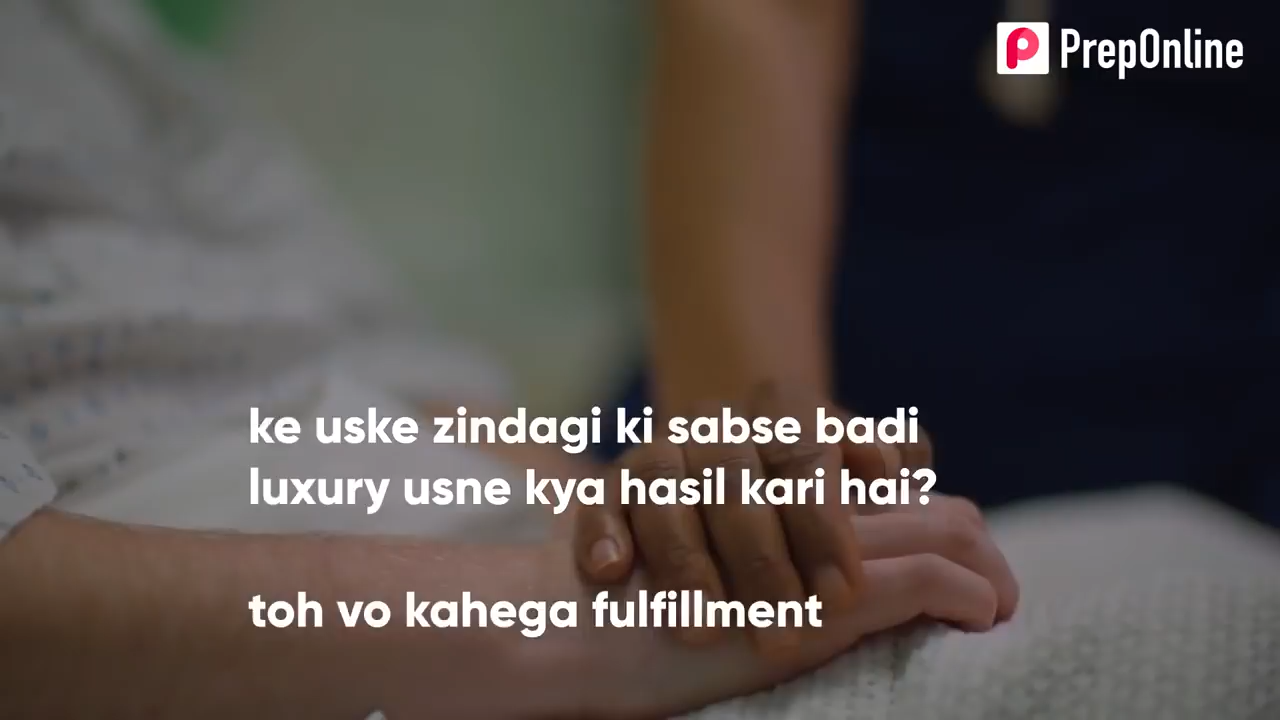 PrepOnline
ke uske zindagi ki sabse badi
luxury usne kya hasil kari hai?
toh vo kahega fulfillment